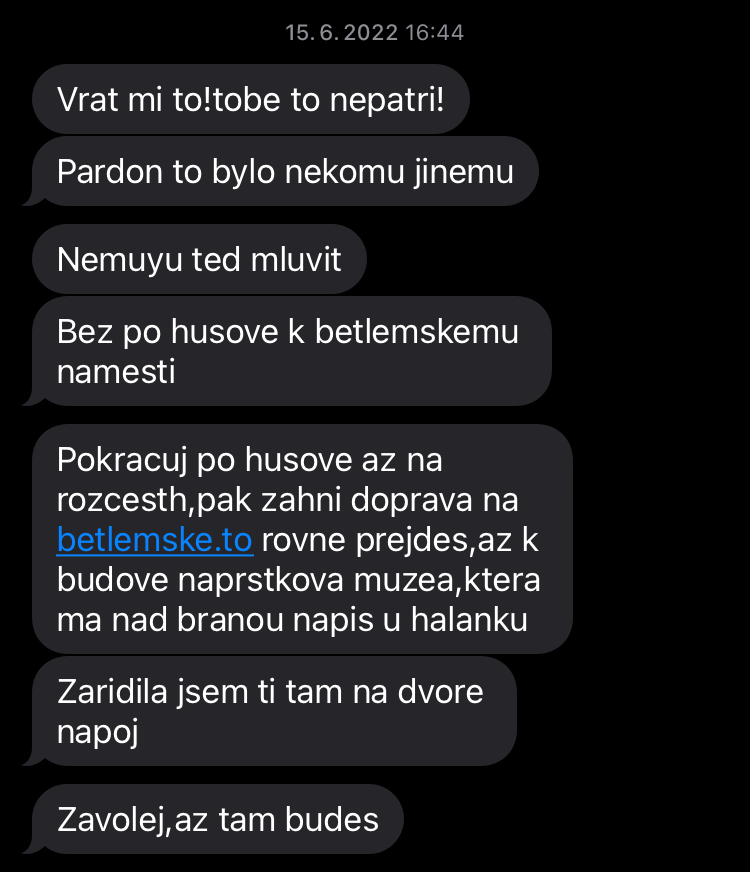 15. 6. 2022 16:44
Vrat mi to!tobe to nepatri!
Pardon to bylo nekomu jinemu
Nemuyu ted mluvit
Bez po husove k betlemskemu
namesti
Pokracuj po husove az na
rozcesth,pak zahni doprava na
betlemske.to rovne prejdes,az k
budove naprstkova muzea,ktera
ma nad branou napis u halanku
Zaridila jsem ti tam na dvore
napoj
Zavolej,az tam budes